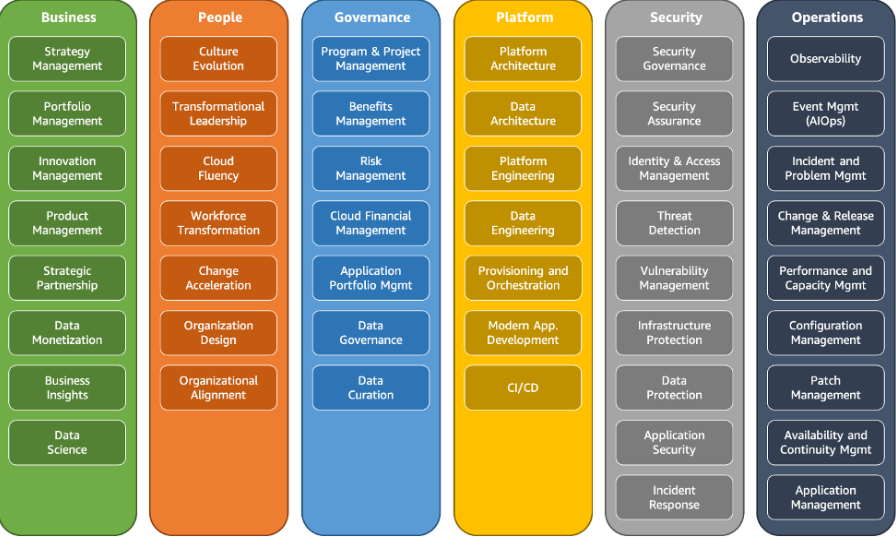 Business
Strategy
Management
Portfolio
Management
Innovation
Management
Product
Management
Strategic
Partnership
Data
Monetization
Business
Insights
Data
Science
People
Culture
Evolution
Transformational
Leadership
Cloud
Fluency
Workforce
Transformation
Change
Acceleration
Organization
Design
Organizational
Alignment
Governance
Program & Project
Management
Benefits
Management
Risk
Management
Cloud Financial
Management
Application
Portfolio Mgmt
Data
Governance
Data
Curation
Platform
Platform
Architecture
Data
Architecture
Platform
Engineering
Data
Engineering
Provisioning and
Orchestration
Modern App.
Development
CI/CD
Security
Security
Governance
Security
Assurance
Identity & Access
Management
Threat
Detection
Vulnerability
Management
Infrastructure
Protection
Data
Protection
Application
Security
Incident
Response
Operations
Observability
Event Mgmt
(AIOps)
Incident and
Problem Mgmt
Change & Release
Management
Performance and
Capacity Mgmt
Configuration
Management
Patch
Management
Availability and
Continuity Mgmt
Application
Management